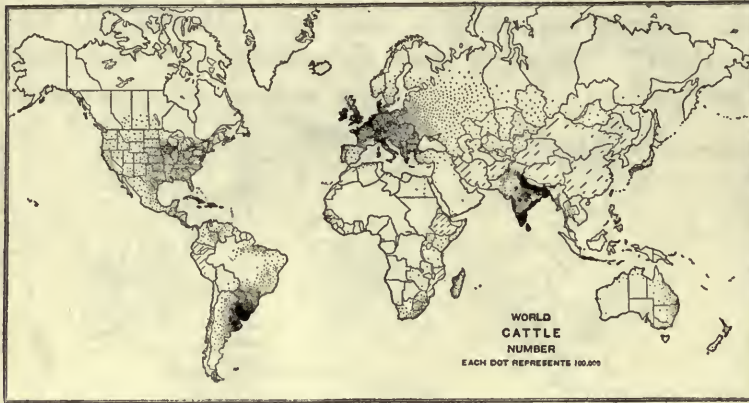 WORLD
CATTLE
NUMBER
EACH DOT REPRESENTS 100,000